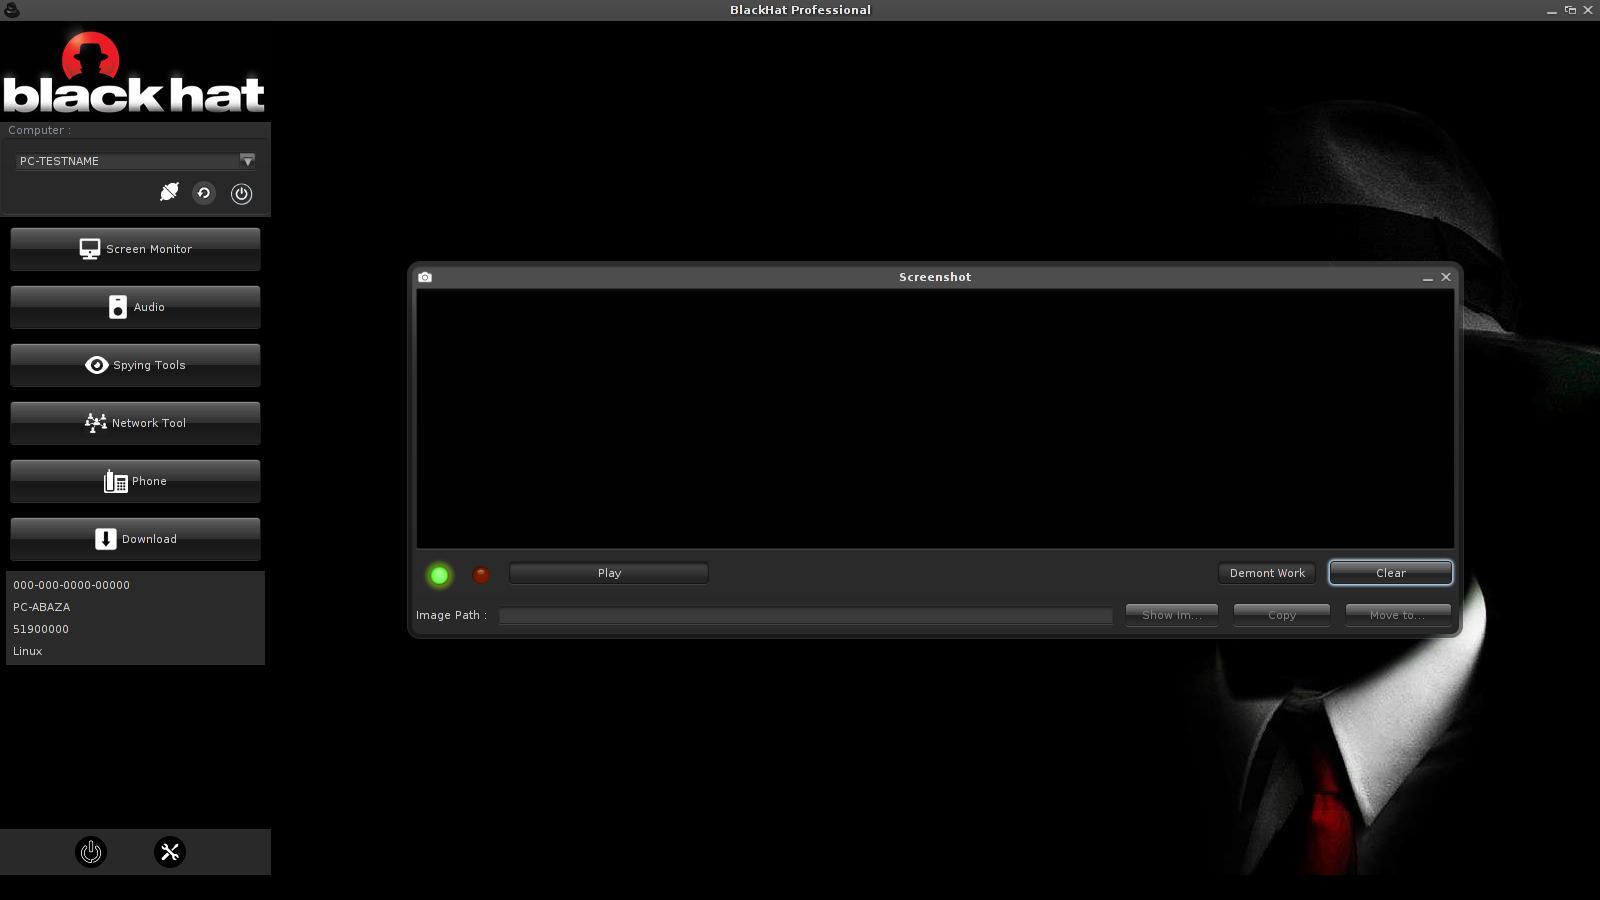 BlackHat Professional
black hat
Computer :
PC-TESTNAME
Screen Monitor
Audio
Spying Tools
Network Tool
Phone
Download
000-000-0000-00000
PC-ABAZA
51900000
Linux
Screenshot
Play
Demont Work
Clear
Image Path :
Show Im...
Copy
Move to...